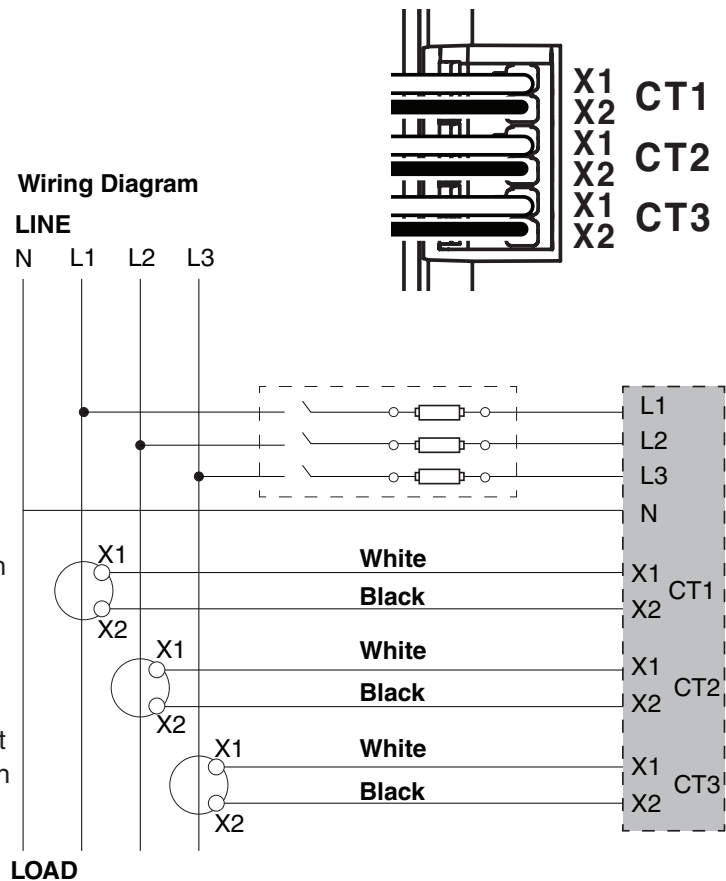 X1
X2 CT1
X1
X2 CT2
X1
X2 CT3
Wiring Diagram
LINE
N L1 L2 L3
L1
L2
L3
N
X1 White X1
X2 Black X2 CT1
X1 White X1
X2 Black X2 CT2
X1 White X1
X2 Black X2 CT3
LOAD